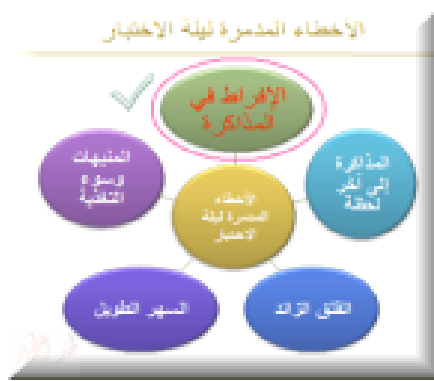 الأخطاء المدمرة ليلة الاختبار
الإفراط في
المذاكرة
المذاكرة
إلى آخر
لحظة
القلق الزائد
السهر الطويل
المنبهات
وسوء
التغذية
الأخطاء
المدمرة ليلة
الاختبار